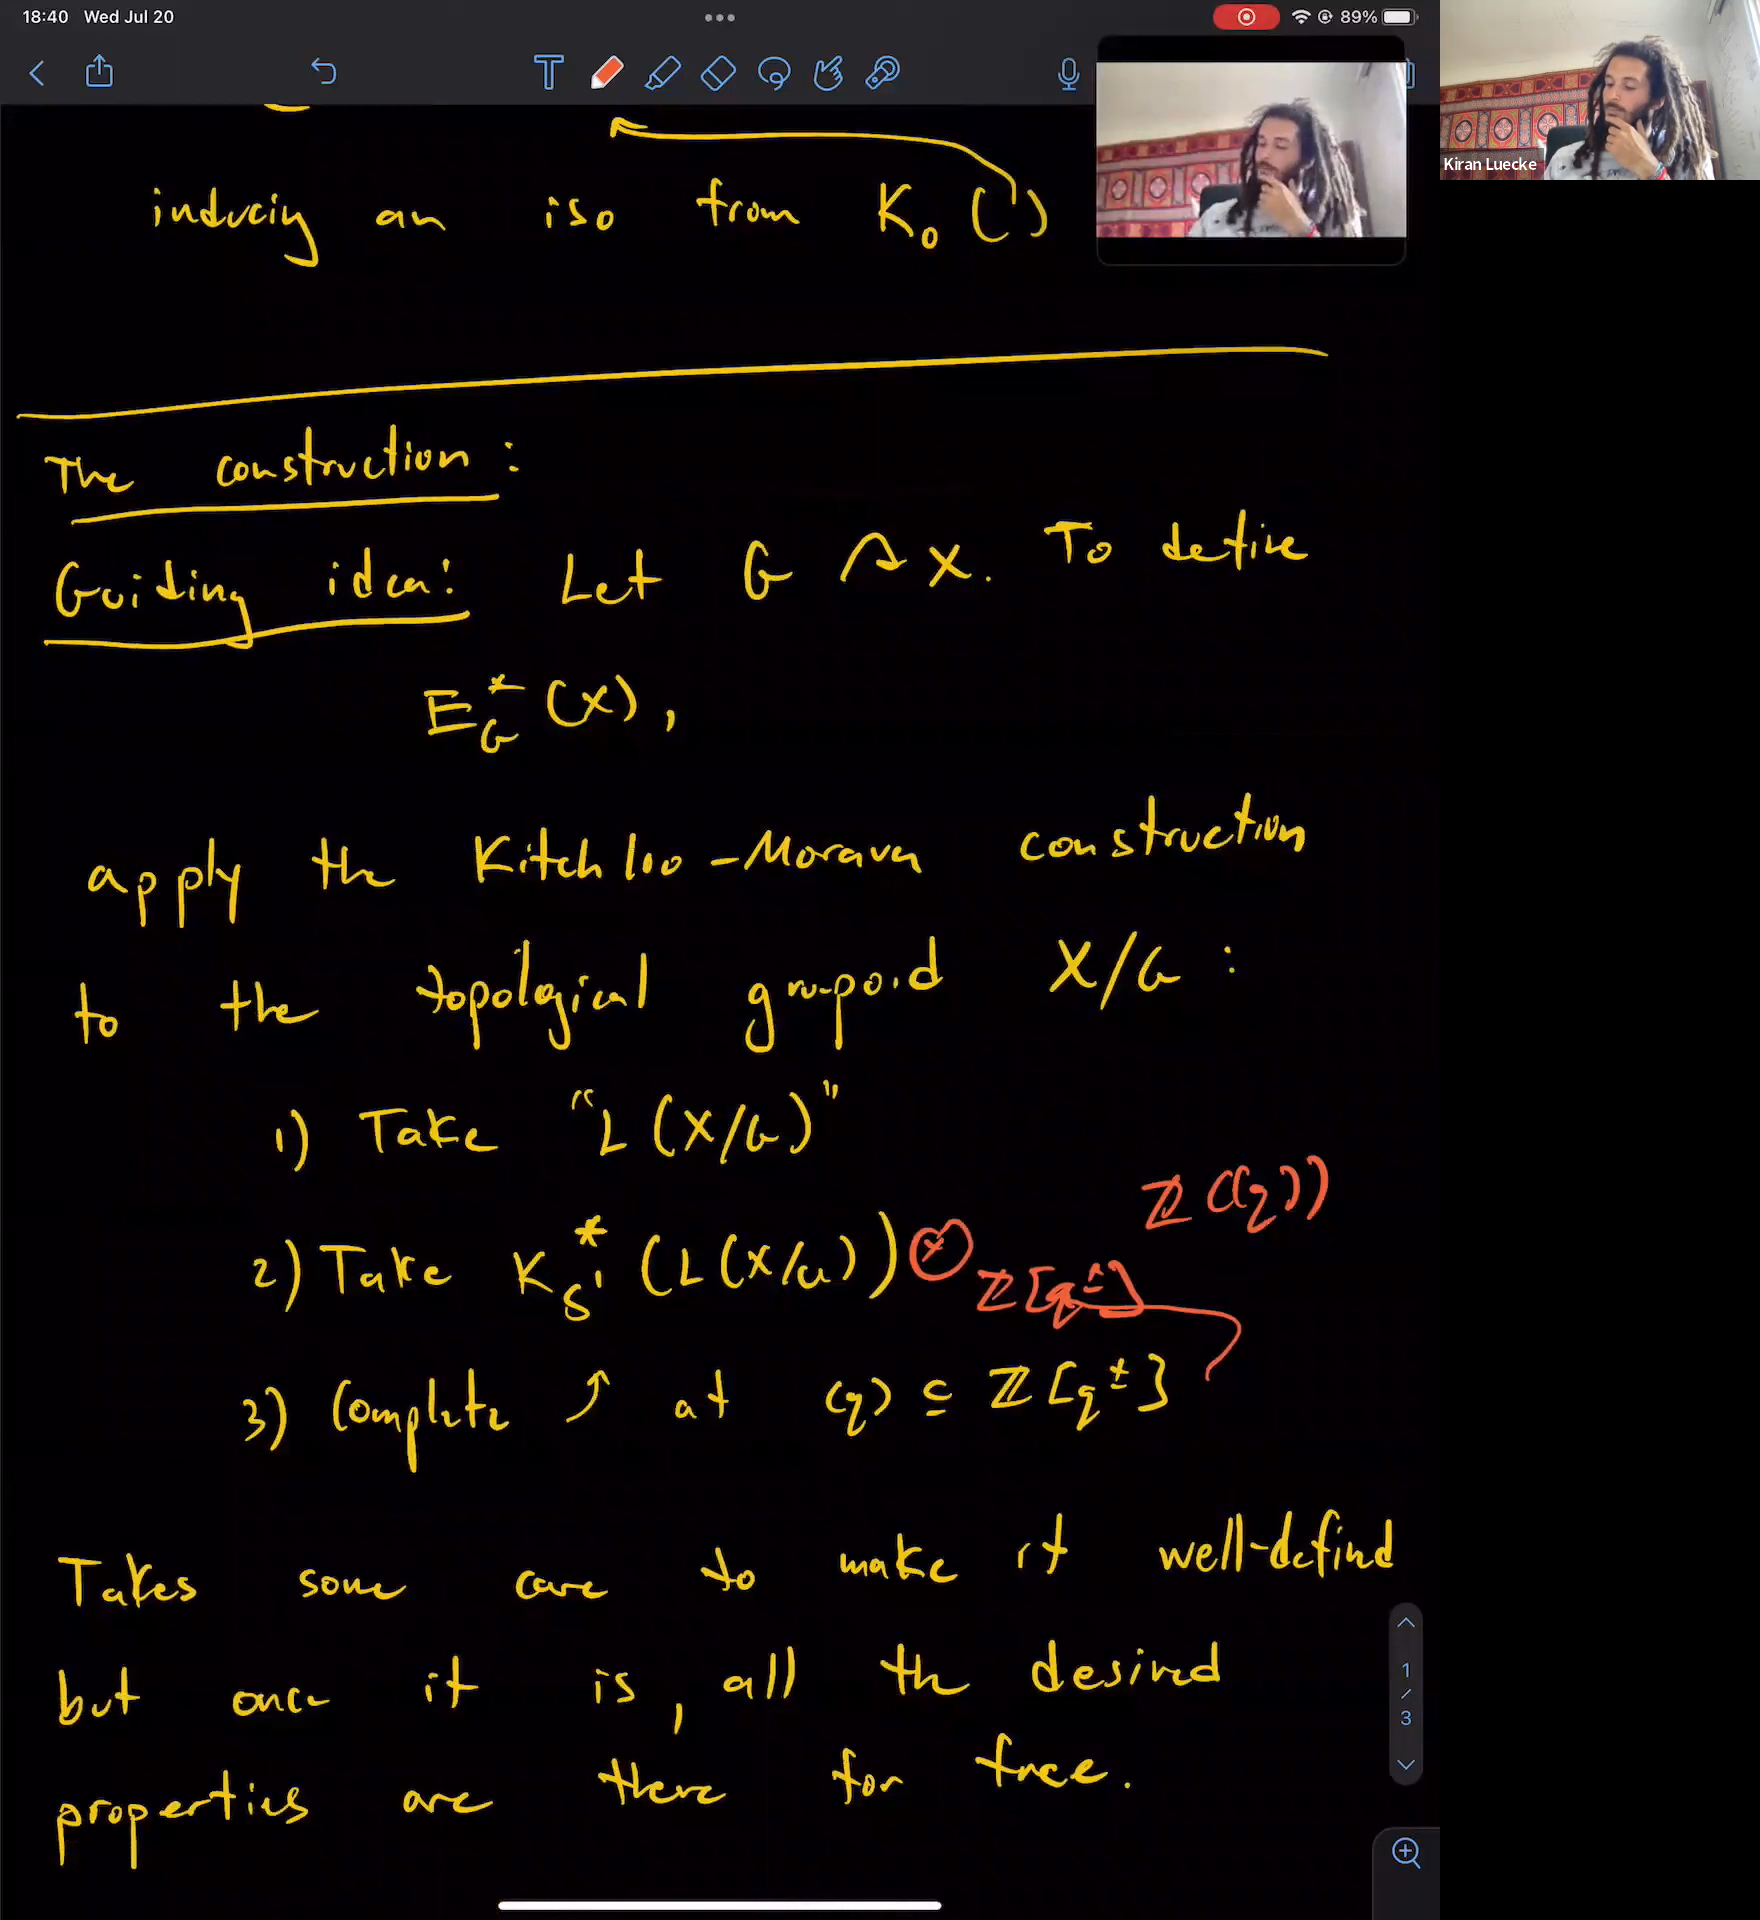 18:40 Wed Jul 20
89%
Kiran Luecke
inducing an iso from K₀(')
The construction:
Guiding idea: Let G ↷ X. To define
E*_G(X),
apply the Kitchloo-Morava construction
to the topological groupoid X/G:
1) Take "L(X/G)"
ℤ((q))
2) Take K*_{S¹}(L(X/G)) ⊗ ℤ[q^±]
3) Complete ↗ at (q) ⊆ ℤ[q^±]
Takes some care to make it well-defind
but once it is, all the desired
properties are there for free.
1
/
3